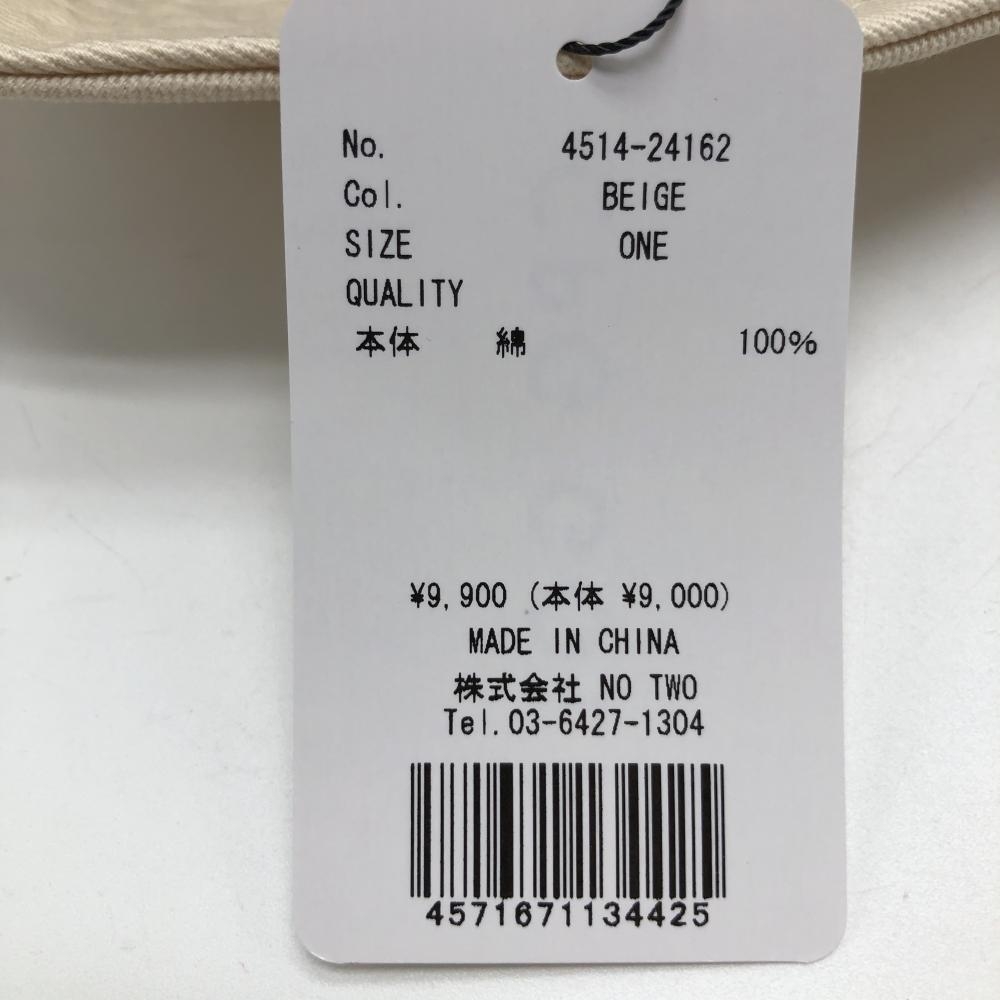 No. 4514-24162
Col. BEIGE
SIZE ONE
QUALITY
本体 綿 100%
¥9,900 (本体 ¥9,000)
MADE IN CHINA
株式会社 NO TWO
Tel.03-6427-1304
4571671134425